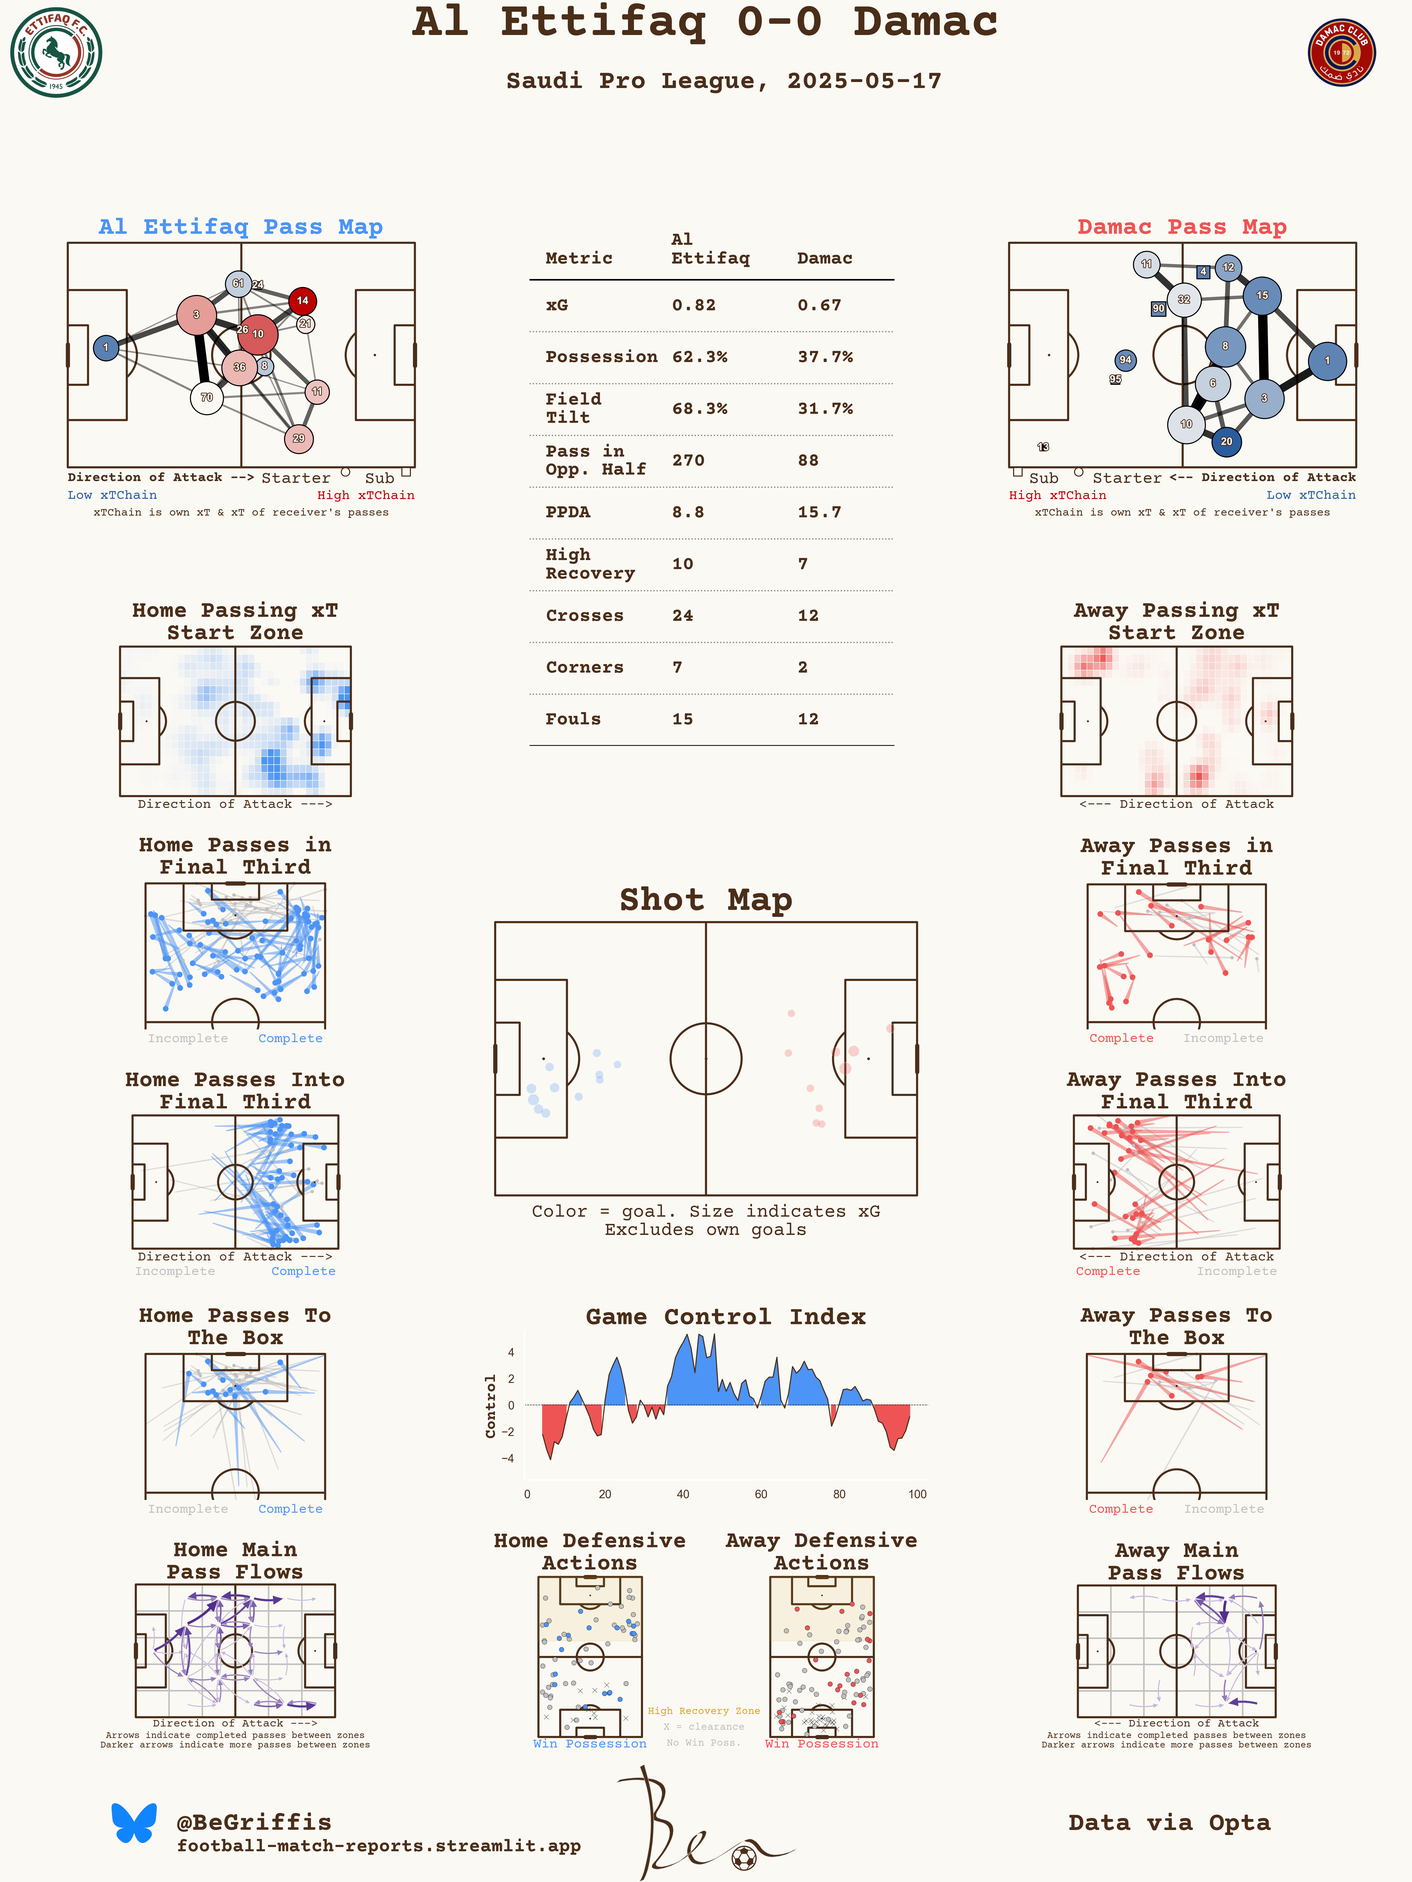 Al Ettifaq 0-0 Damac
Saudi Pro League, 2025-05-17
ETTIFAQ F.C.
1945
DAMAC CLUB
19 72
نادي ضمك
Al Ettifaq Pass Map
61
24
14
3
21
26
10
1
36
8
70
11
29
Direction of Attack --> Starter Sub
Low xTChain High xTChain
xTChain is own xT & xT of receiver's passes
Metric Al Ettifaq Damac
xG 0.82 0.67
Possession 62.3% 37.7%
Field Tilt 68.3% 31.7%
Pass in Opp. Half 270 88
PPDA 8.8 15.7
High Recovery 10 7
Crosses 24 12
Corners 7 2
Fouls 15 12
Damac Pass Map
11
4
12
32
15
90
8
94
1
95
6
3
10
20
13
Sub Starter <-- Direction of Attack
High xTChain Low xTChain
xTChain is own xT & xT of receiver's passes
Home Passing xT
Start Zone
Direction of Attack --->
Away Passing xT
Start Zone
<--- Direction of Attack
Home Passes in
Final Third
Incomplete Complete
Away Passes in
Final Third
Complete Incomplete
Shot Map
Color = goal. Size indicates xG
Excludes own goals
Home Passes Into
Final Third
Direction of Attack --->
Incomplete Complete
Away Passes Into
Final Third
<--- Direction of Attack
Complete Incomplete
Home Passes To
The Box
Incomplete Complete
Game Control Index
Control
4
2
0
−2
−4
0 20 40 60 80 100
Away Passes To
The Box
Complete Incomplete
Home Main
Pass Flows
Direction of Attack --->
Arrows indicate completed passes between zones
Darker arrows indicate more passes between zones
Home Defensive
Actions
Win Possession
Away Defensive
Actions
Win Possession
High Recovery Zone
X = clearance
No Win Poss.
Away Main
Pass Flows
<--- Direction of Attack
Arrows indicate completed passes between zones
Darker arrows indicate more passes between zones
@BeGriffis
football-match-reports.streamlit.app
Ben
Data via Opta